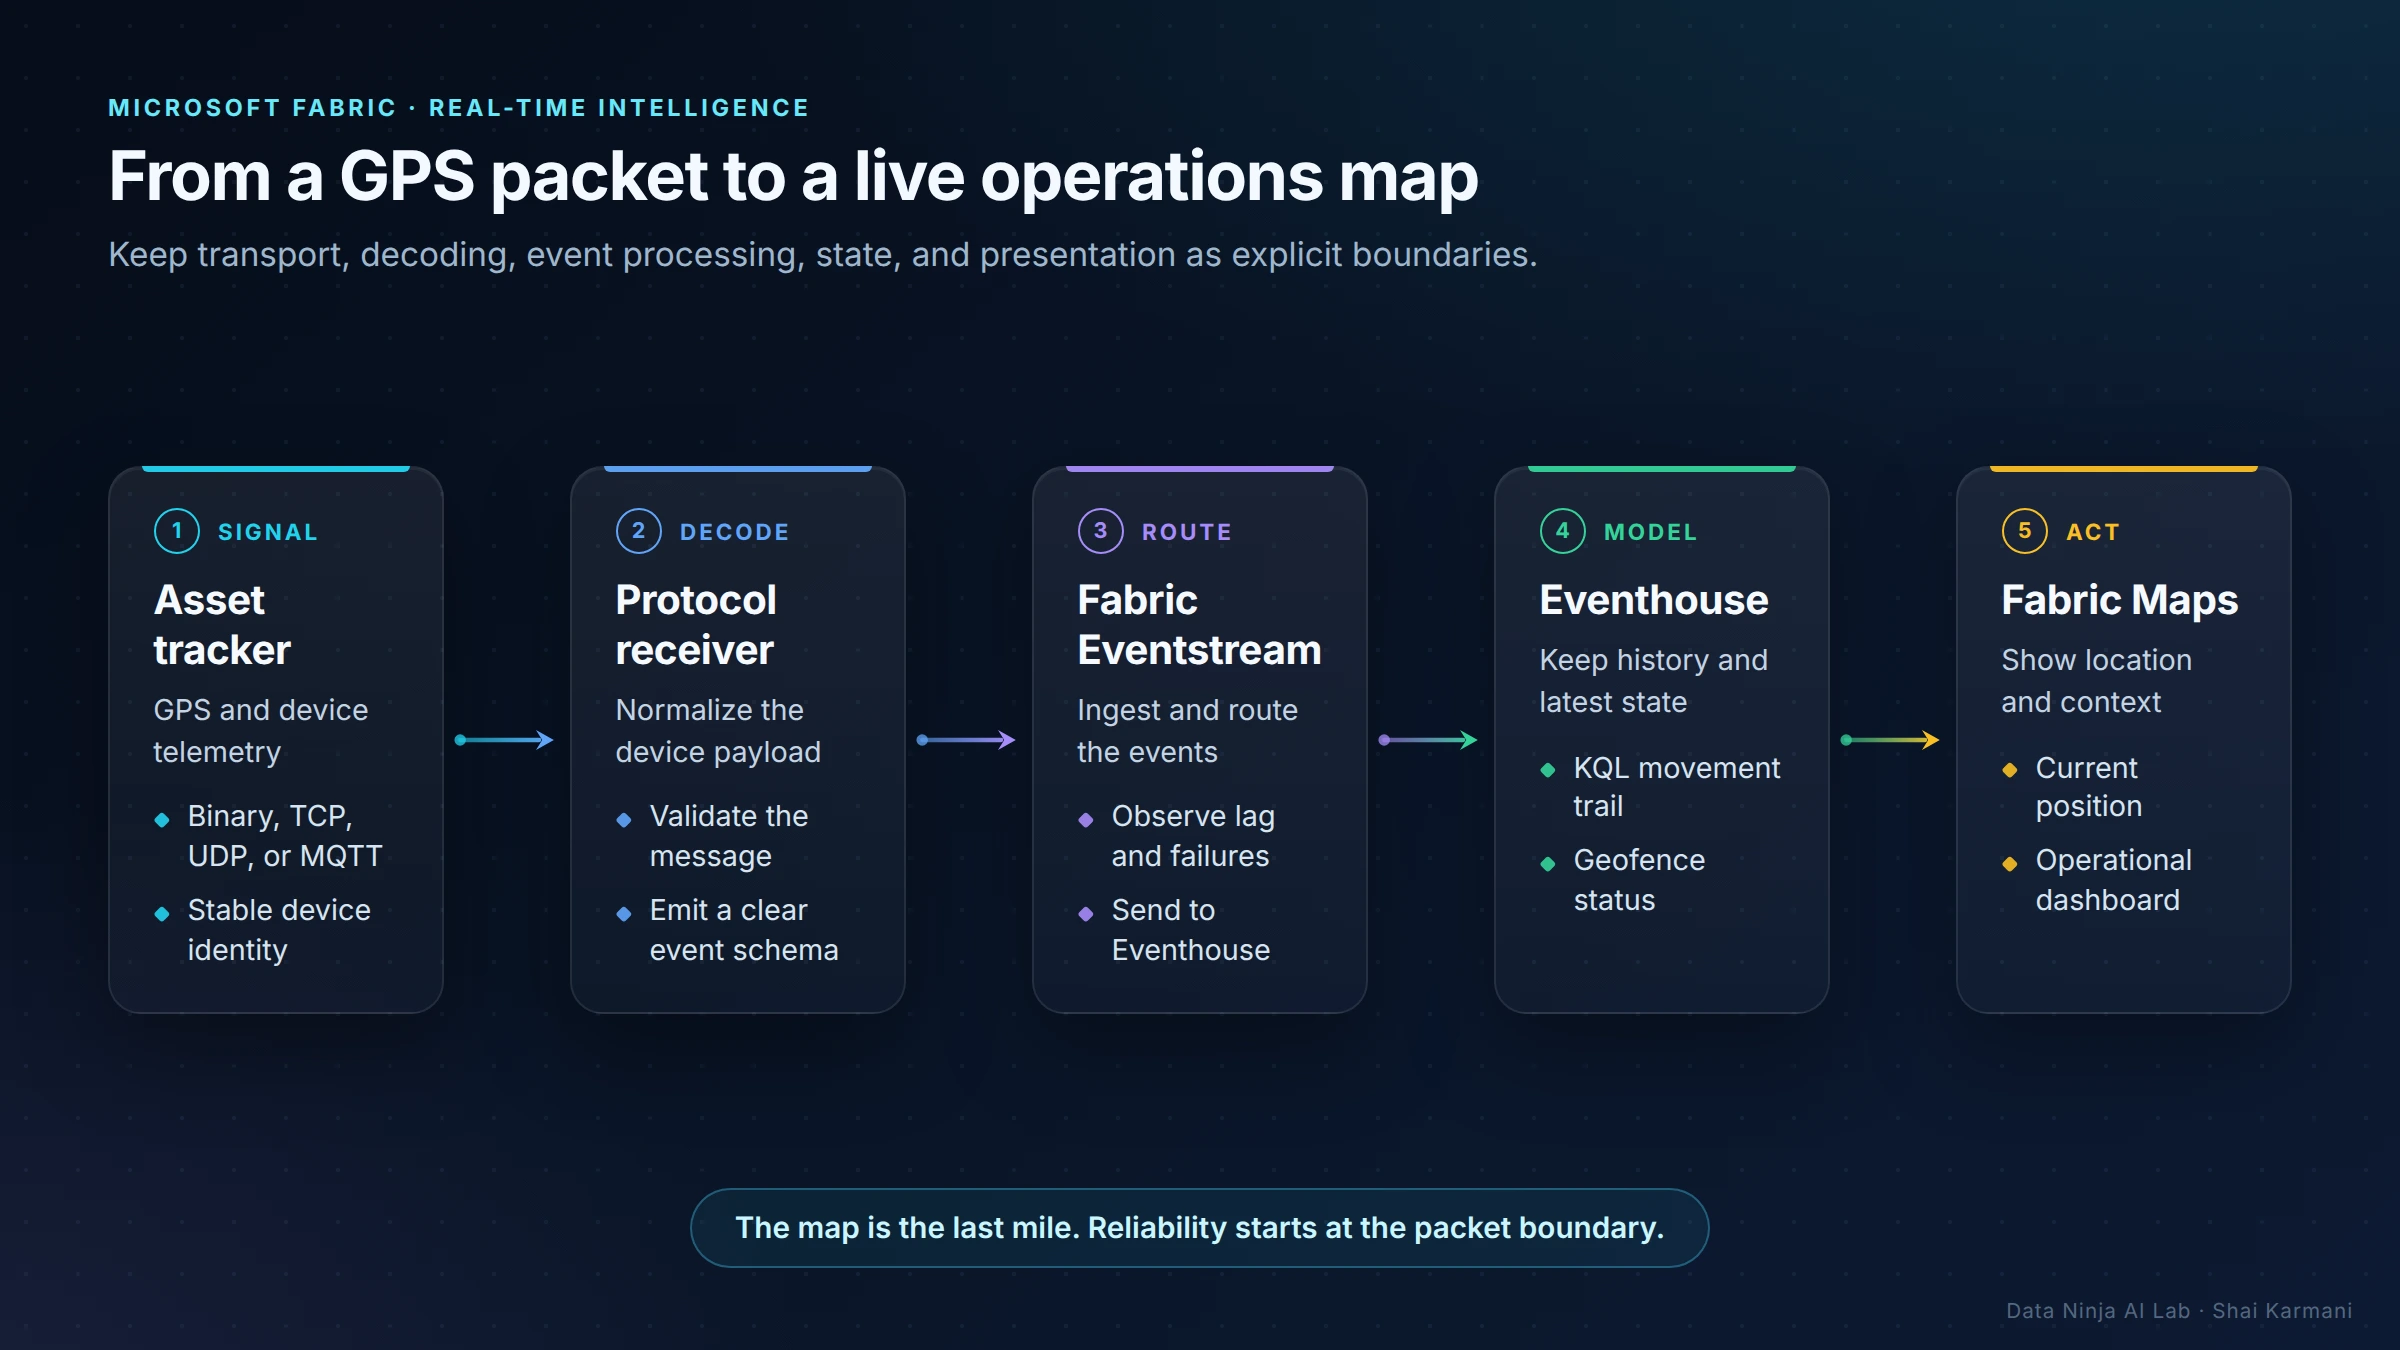 MICROSOFT FABRIC · REAL-TIME INTELLIGENCE
From a GPS packet to a live operations map
Keep transport, decoding, event processing, state, and presentation as explicit boundaries.
1 SIGNAL
Asset
tracker
GPS and device
telemetry
Binary, TCP,
UDP, or MQTT
Stable device
identity
2 DECODE
Protocol
receiver
Normalize the
device payload
Validate the
message
Emit a clear
event schema
3 ROUTE
Fabric
Eventstream
Ingest and route
the events
Observe lag
and failures
Send to
Eventhouse
4 MODEL
Eventhouse
Keep history and
latest state
KQL movement
trail
Geofence
status
5 ACT
Fabric Maps
Show location
and context
Current
position
Operational
dashboard
The map is the last mile. Reliability starts at the packet boundary.
Data Ninja AI Lab · Shai Karmani